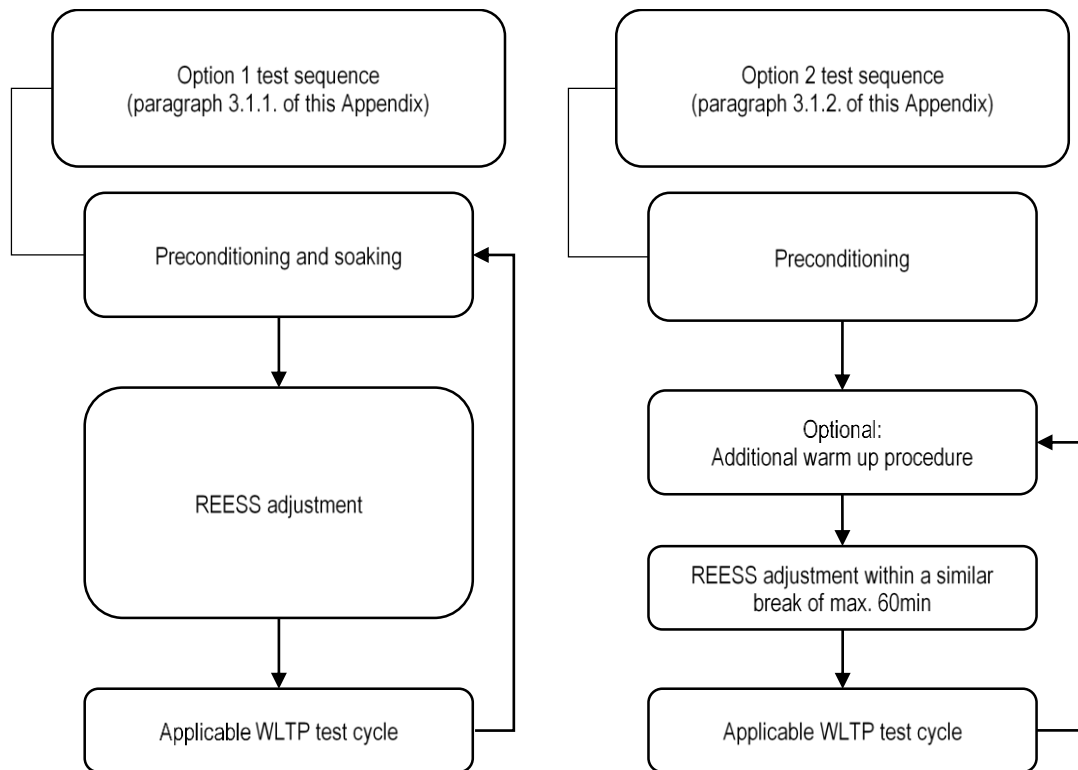 Option 1 test sequence
(paragraph 3.1.1. of this Appendix)
Preconditioning and soaking
REESS adjustment
Applicable WLTP test cycle
Option 2 test sequence
(paragraph 3.1.2. of this Appendix)
Preconditioning
Optional:
Additional warm up procedure
REESS adjustment within a similar
break of max. 60min
Applicable WLTP test cycle